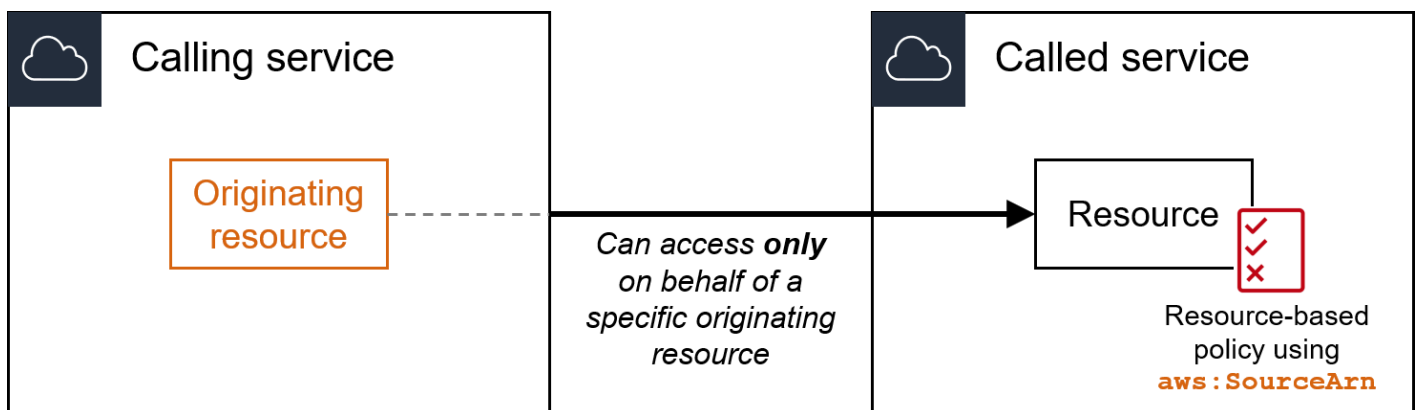 Calling service
Called service
Originating
resource
Can access only
on behalf of a
specific originating
resource
Resource
Resource-based
policy using
aws:SourceArn